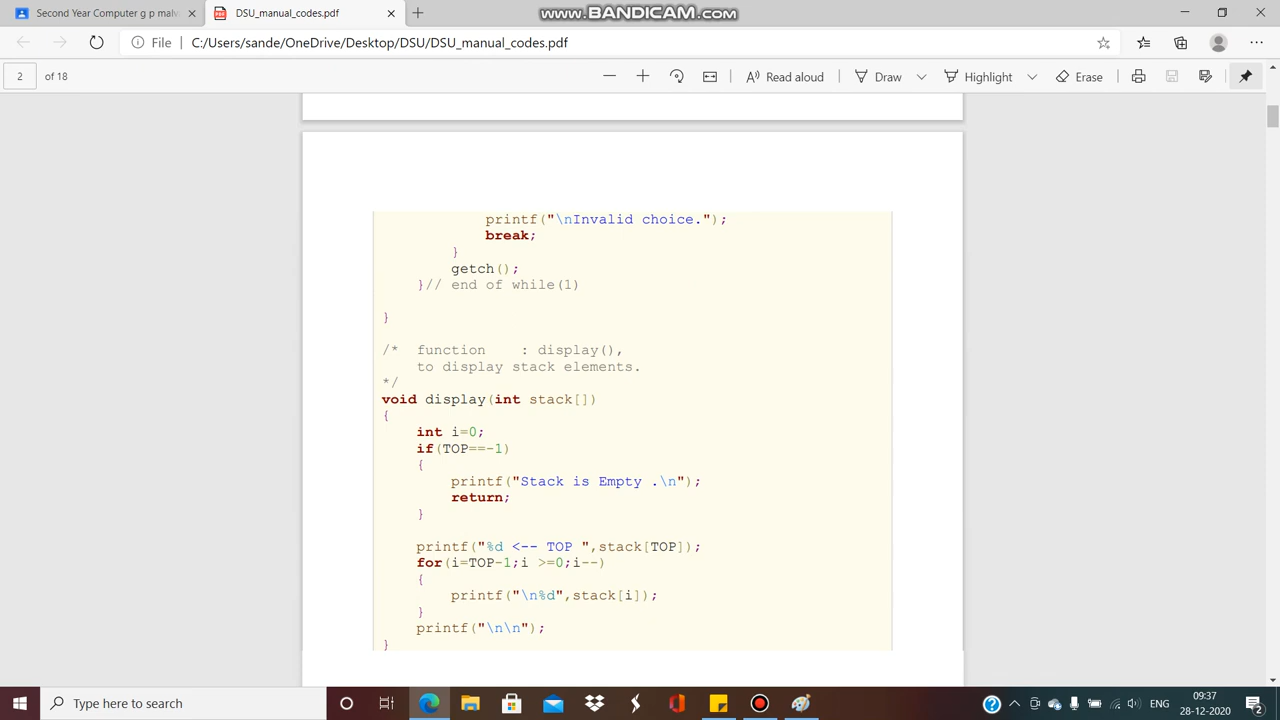 Second Year Computer g p malv
DSU_manual_codes.pdf
www.BANDICAM.com
File C:/Users/sande/OneDrive/Desktop/DSU/DSU_manual_codes.pdf
2 of 18
Read aloud Draw Highlight Erase
printf("\nInvalid choice.");
break;
}
getch();
}// end of while(1)
}
/* function : display(),
to display stack elements.
*/
void display(int stack[])
{
int i=0;
if(TOP==-1)
{
printf("Stack is Empty .\n");
return;
}
printf("%d <-- TOP ",stack[TOP]);
for(i=TOP-1;i >=0;i--)
{
printf("\n%d",stack[i]);
}
printf("\n\n");
}
Type here to search
ENG
09:37
28-12-2020
2